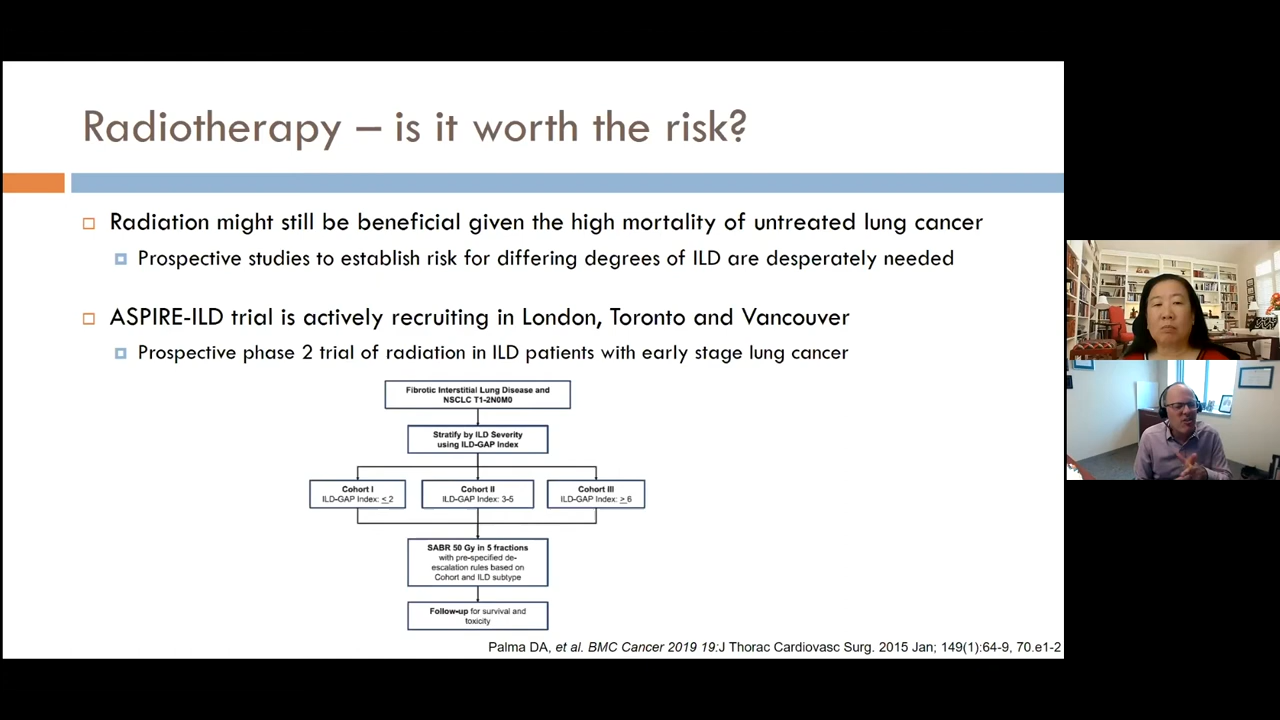 Radiotherapy – is it worth the risk?
Radiation might still be beneficial given the high mortality of untreated lung cancer
Prospective studies to establish risk for differing degrees of ILD are desperately needed
ASPIRE-ILD trial is actively recruiting in London, Toronto and Vancouver
Prospective phase 2 trial of radiation in ILD patients with early stage lung cancer
Fibrotic Interstitial Lung Disease and
NSCLC T1-2N0M0
Stratify by ILD Severity
using ILD-GAP Index
Cohort I
ILD-GAP Index: ≤ 2
Cohort II
ILD-GAP Index: 3-5
Cohort III
ILD-GAP Index: ≥ 6
SABR 50 Gy in 5 fractions
with pre-specified de-
escalation rules based on
Cohort and ILD subtype
Follow-up for survival and
toxicity
Palma DA, et al. BMC Cancer 2019 19:J Thorac Cardiovasc Surg. 2015 Jan; 149(1):64-9, 70.e1-2